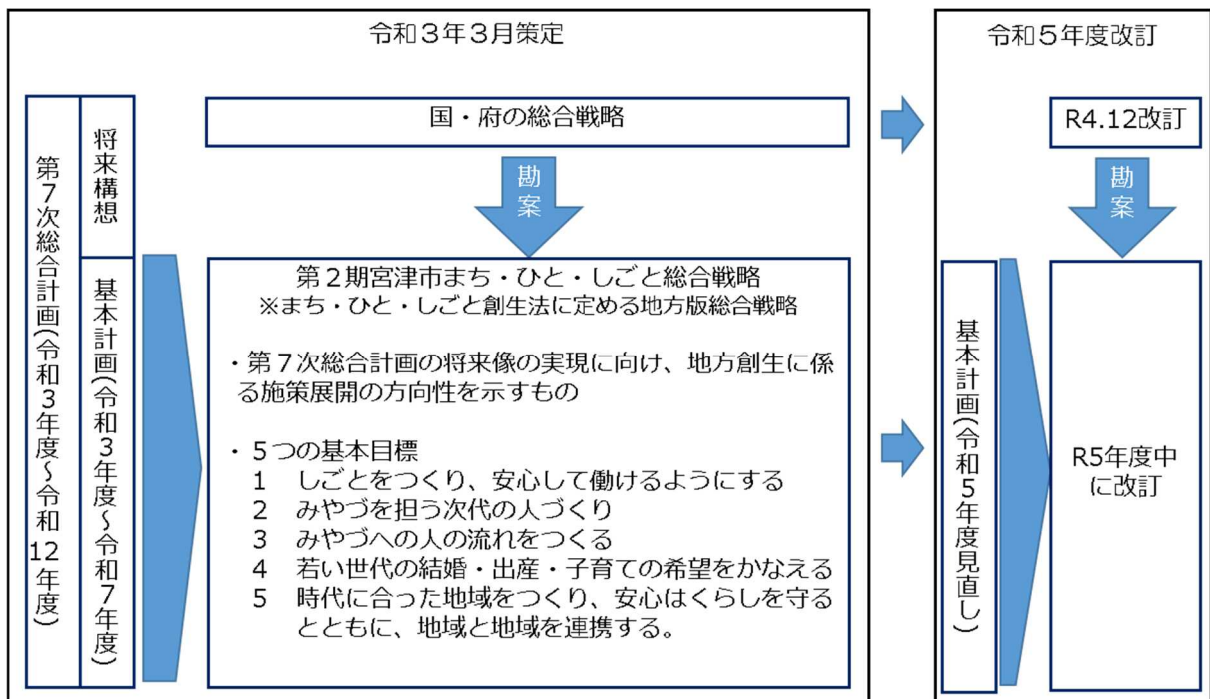 令和３年３月策定
第７次総合計画(令和３年度～令和12年度)
将来構想
基本計画(令和３年度～令和７年度)
国・府の総合戦略
勘案
第２期宮津市まち・ひと・しごと総合戦略
※まち・ひと・しごと創生法に定める地方版総合戦略
・第７次総合計画の将来像の実現に向け、地方創生に係
る施策展開の方向性を示すもの
・５つの基本目標
1　しごとをつくり、安心して働けるようにする
2　みやづを担う次代の人づくり
3　みやづへの人の流れをつくる
4　若い世代の結婚・出産・子育ての希望をかなえる
5　時代に合った地域をつくり、安心はくらしを守る
とともに、地域と地域を連携する。
令和５年度改訂
R4.12改訂
勘案
基本計画(令和５年度見直し)
R5年度中
に改訂